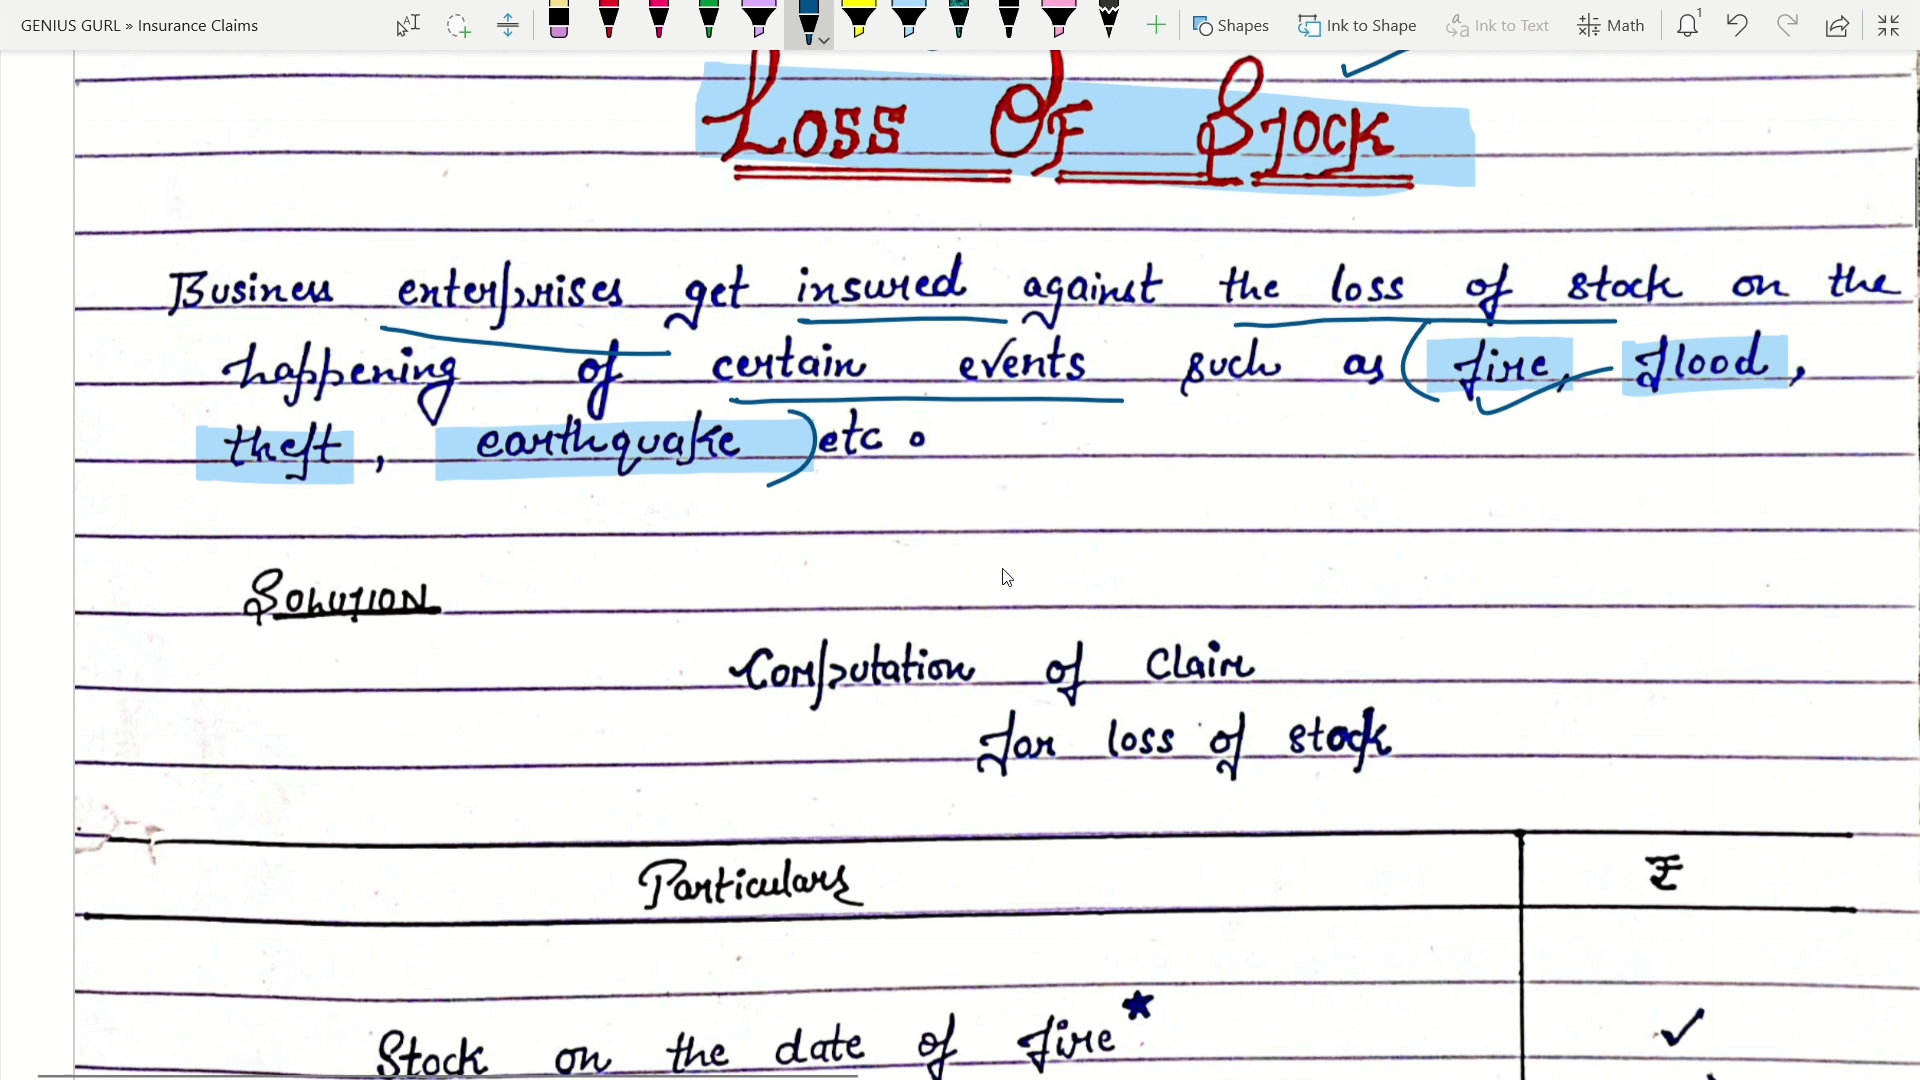 GENIUS GURL » Insurance Claims
Shapes Ink to Shape Ink to Text Math 1
Loss Of Stock
Business enterprises get insured against the loss of stock on the
happening of certain events such as (fire, flood,
theft, earthquake) etc.
Solution
Computation of Claim
for loss of stock
Particulars ₹
Stock on the date of fire* ✓